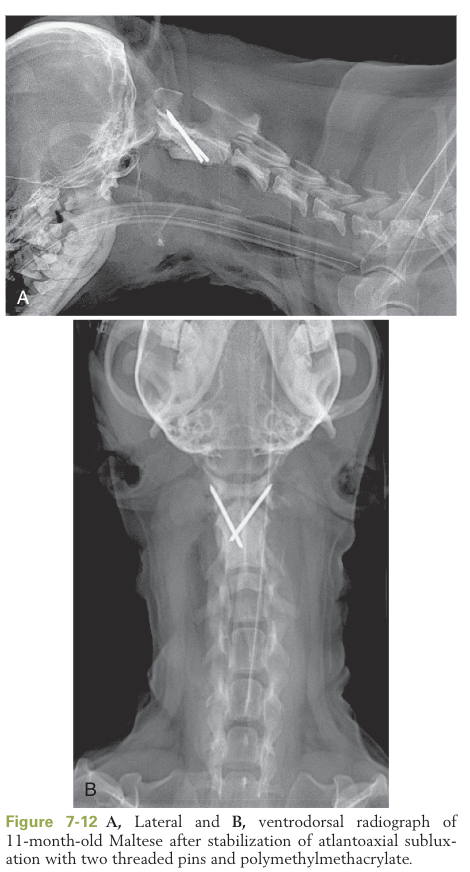 A
B
Figure 7-12 A, Lateral and B, ventrodorsal radiograph of
11-month-old Maltese after stabilization of atlantoaxial sublux-
ation with two threaded pins and polymethylmethacrylate.